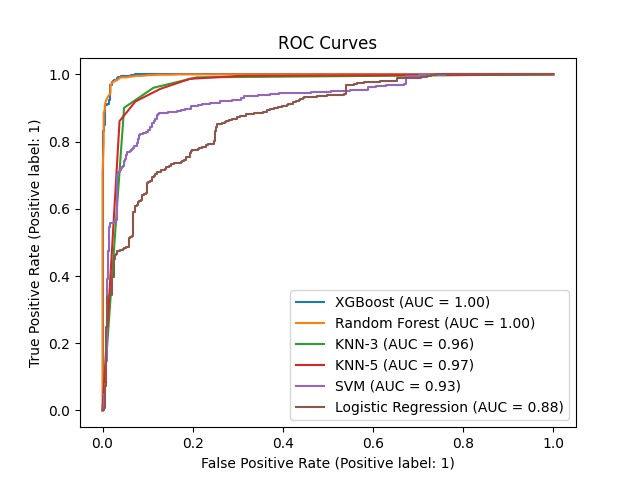 ROC Curves
1.0
0.8
0.6
0.4
0.2
0.0
True Positive Rate (Positive label: 1)
XGBoost (AUC = 1.00)
Random Forest (AUC = 1.00)
KNN-3 (AUC = 0.96)
KNN-5 (AUC = 0.97)
SVM (AUC = 0.93)
Logistic Regression (AUC = 0.88)
0.0 0.2 0.4 0.6 0.8 1.0
False Positive Rate (Positive label: 1)